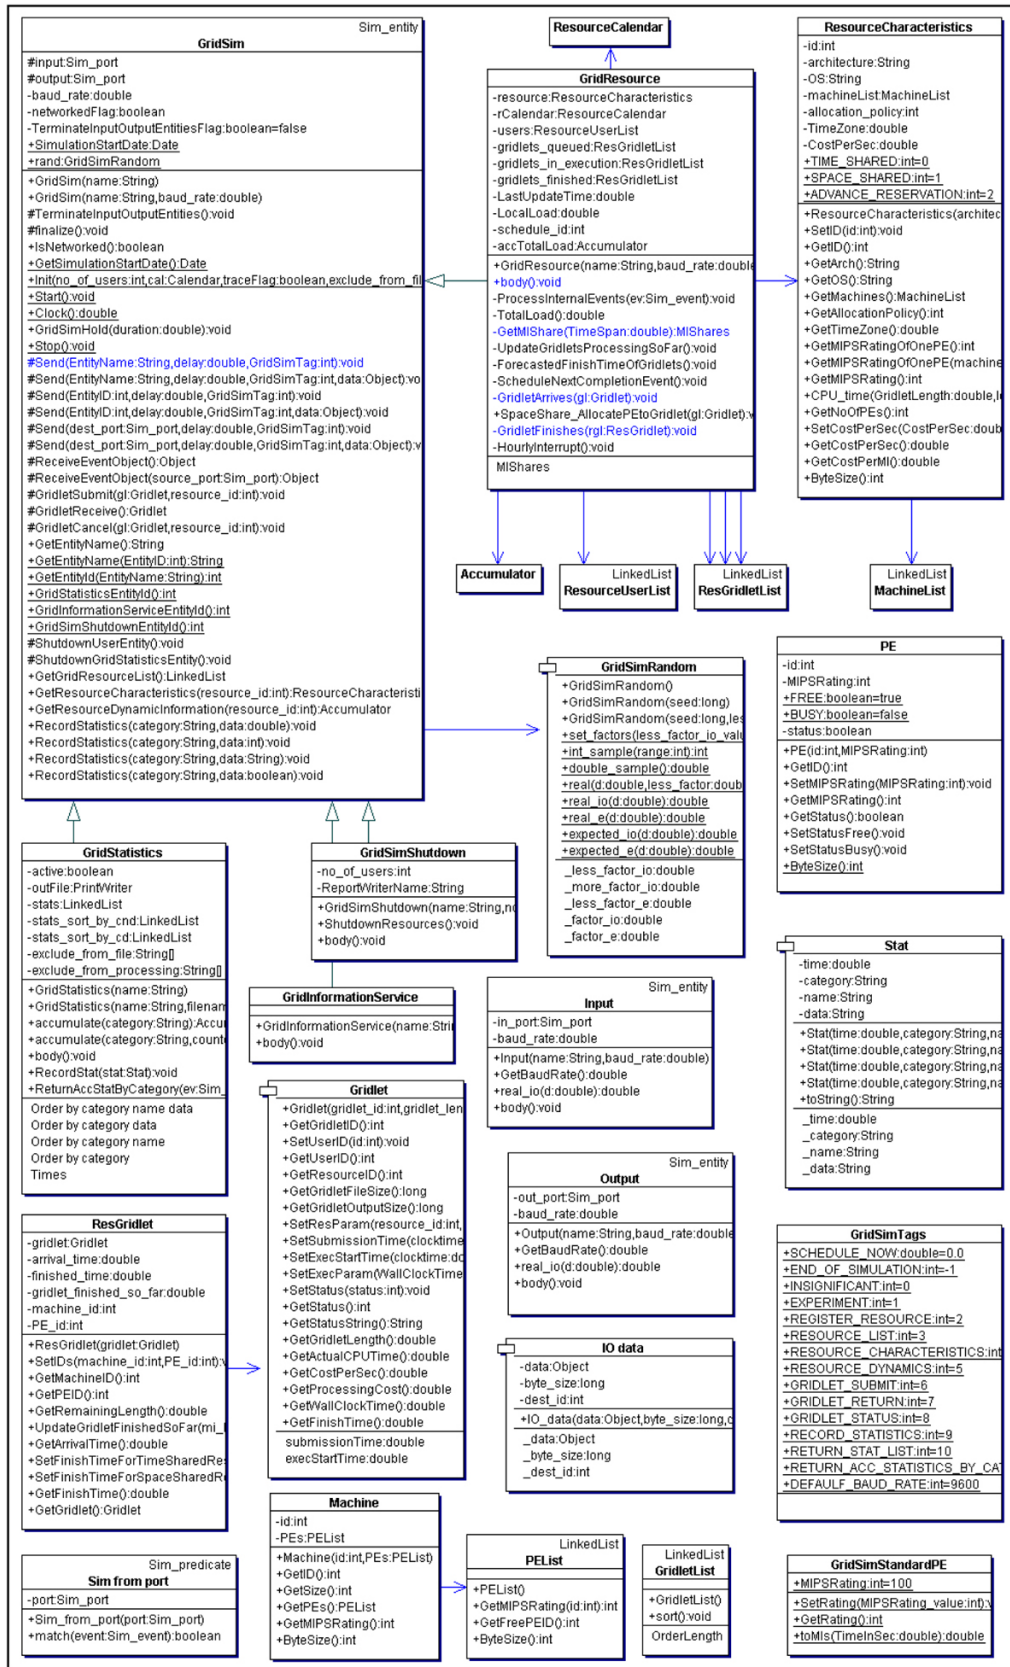 Sim_entity
GridSim
#input:Sim_port
#output:Sim_port
-baud_rate:double
-networkedFlag:boolean
-TerminateInputOutputEntitiesFlag:boolean=false
+SimulationStartDate:Date
+rand:GridSimRandom
+GridSim(name:String)
+GridSim(name:String,baud_rate:double)
#TerminateInputOutputEntities():void
#finalize():void
+IsNetworked():boolean
+GetSimulationStartDate():Date
+Init(no_of_users:int,cal:Calendar,traceFlag:boolean,exclude_from_fil
+Start():void
+Clock():double
+GridSimHold(duration:double):void
+Stop():void
#Send(EntityName:String,delay:double,GridSimTag:int):void
#Send(EntityName:String,delay:double,GridSimTag:int,data:Object):vo
#Send(EntityID:int,delay:double,GridSimTag:int):void
#Send(EntityID:int,delay:double,GridSimTag:int,data:Object):void
#Send(dest_port:Sim_port,delay:double,GridSimTag:int):void
#Send(dest_port:Sim_port,delay:double,GridSimTag:int,data:Object):v
#ReceiveEventObject():Object
#ReceiveEventObject(source_port:Sim_port):Object
#GridletSubmit(gl:Gridlet,resource_id:int):void
#GridletReceive():Gridlet
#GridletCancel(gl:Gridlet,resource_id:int):void
+GetEntityName():String
+GetEntityName(EntityID:int):String
+GetEntityId(EntityName:String):int
+GridStatisticsEntityId():int
+GridInformationServiceEntityId():int
+GridSimShutdownEntityId():int
#ShutdownUserEntity():void
#ShutdownGridStatisticsEntity():void
+GetGridResourceList():LinkedList
+GetResourceCharacteristics(resource_id:int):ResourceCharacteristi
+GetResourceDynamicInformation(resource_id:int):Accumulator
+RecordStatistics(category:String,data:double):void
+RecordStatistics(category:String,data:int):void
+RecordStatistics(category:String,data:String):void
+RecordStatistics(category:String,data:boolean):void
ResourceCalendar
GridResource
-resource:ResourceCharacteristics
-rCalendar:ResourceCalendar
-users:ResourceUserList
-gridlets_queued:ResGridletList
-gridlets_in_execution:ResGridletList
-gridlets_finished:ResGridletList
-LastUpdateTime:double
-LocalLoad:double
-schedule_id:int
-accTotalLoad:Accumulator
+GridResource(name:String,baud_rate:double
+body():void
-ProcessInternalEvents(ev:Sim_event):void
-TotalLoad():double
-GetMIShare(TimeSpan:double):MIShares
-UpdateGridletsProcessingSoFar():void
-ForecastedFinishTimeOfGridlets():void
-ScheduleNextCompletionEvent():void
-GridletArrives(gl:Gridlet):void
+SpaceShare_AllocatePEtoGridlet(gl:Gridlet):v
-GridletFinishes(rgl:ResGridlet):void
-HourlyInterrupt():void
MIShares
ResourceCharacteristics
-id:int
-architecture:String
-OS:String
-machineList:MachineList
-allocation_policy:int
-TimeZone:double
-CostPerSec:double
+TIME_SHARED:int=0
+SPACE_SHARED:int=1
+ADVANCE_RESERVATION:int=2
+ResourceCharacteristics(architec
+SetID(id:int):void
+GetID():int
+GetArch():String
+GetOS():String
+GetMachines():MachineList
+GetAllocationPolicy():int
+GetTimeZone():double
+GetMIPSRatingOfOnePE():int
+GetMIPSRatingOfOnePE(machine
+GetMIPSRating():int
+CPU_time(GridletLength:double,l
+GetNoOfPEs():int
+SetCostPerSec(CostPerSec:doub
+GetCostPerSec():double
+GetCostPerMI():double
+ByteSize():int
Accumulator
LinkedList
ResourceUserList
LinkedList
ResGridletList
LinkedList
MachineList
GridSimRandom
+GridSimRandom()
+GridSimRandom(seed:long)
+GridSimRandom(seed:long,les
+set_factors(less_factor_io_valu
+int_sample(range:int):int
+double_sample():double
+real(d:double,less_factor:doub
+real_io(d:double):double
+real_e(d:double):double
+expected_io(d:double):double
+expected_e(d:double):double
_less_factor_io:double
_more_factor_io:double
_less_factor_e:double
_factor_io:double
_factor_e:double
PE
-id:int
-MIPSRating:int
+FREE:boolean=true
+BUSY:boolean=false
-status:boolean
+PE(id:int,MIPSRating:int)
+GetID():int
+SetMIPSRating(MIPSRating:int):void
+GetMIPSRating():int
+GetStatus():boolean
+SetStatusFree():void
+SetStatusBusy():void
+ByteSize():int
GridStatistics
-active:boolean
-outFile:PrintWriter
-stats:LinkedList
-stats_sort_by_cnd:LinkedList
-stats_sort_by_cd:LinkedList
-exclude_from_file:String[]
-exclude_from_processing:String[]
+GridStatistics(name:String)
+GridStatistics(name:String,filenam
+accumulate(category:String):Accu
+accumulate(category:String,count
+body():void
+RecordStat(stat:Stat):void
+ReturnAccStatByCategory(ev:Sim_
Order by category name data
Order by category data
Order by category name
Order by category
Times
GridSimShutdown
-no_of_users:int
-ReportWriterName:String
+GridSimShutdown(name:String,no
+ShutdownResources():void
+body():void
GridInformationService
+GridInformationService(name:Stri
+body():void
Sim_entity
Input
-in_port:Sim_port
-baud_rate:double
+Input(name:String,baud_rate:double)
+GetBaudRate():double
+real_io(d:double):double
+body():void
Stat
-time:double
-category:String
-name:String
-data:String
+Stat(time:double,category:String,na
+Stat(time:double,category:String,na
+Stat(time:double,category:String,na
+Stat(time:double,category:String,na
+toString():String
_time:double
_category:String
_name:String
_data:String
Gridlet
+Gridlet(gridlet_id:int,gridlet_len
+GetGridletID():int
+SetUserID(id:int):void
+GetUserID():int
+GetResourceID():int
+GetGridletFileSize():long
+GetGridletOutputSize():long
+SetResParam(resource_id:int,
+SetSubmissionTime(clocktime
+SetExecStartTime(clocktime:do
+SetExecParam(WallClockTime
+SetStatus(status:int):void
+GetStatus():int
+GetStatusString():String
+GetGridletLength():double
+GetActualCPUTime():double
+GetCostPerSec():double
+GetProcessingCost():double
+GetWallClockTime():double
+GetFinishTime():double
submissionTime:double
execStartTime:double
Sim_entity
Output
-out_port:Sim_port
-baud_rate:double
+Output(name:String,baud_rate:double
+GetBaudRate():double
+real_io(d:double):double
+body():void
ResGridlet
-gridlet:Gridlet
-arrival_time:double
-finished_time:double
-gridlet_finished_so_far:double
-machine_id:int
-PE_id:int
+ResGridlet(gridlet:Gridlet)
+SetIDs(machine_id:int,PE_id:int):v
+GetMachineID():int
+GetPEID():int
+GetRemainingLength():double
+UpdateGridletFinishedSoFar(mi_l
+GetArrivalTime():double
+SetFinishTimeForTimeSharedRes
+SetFinishTimeForSpaceSharedR
+GetFinishTime():double
+GetGridlet():Gridlet
GridSimTags
+SCHEDULE_NOW:double=0.0
+END_OF_SIMULATION:int=-1
+INSIGNIFICANT:int=0
+EXPERIMENT:int=1
+REGISTER_RESOURCE:int=2
+RESOURCE_LIST:int=3
+RESOURCE_CHARACTERISTICS:int
+RESOURCE_DYNAMICS:int=5
+GRIDLET_SUBMIT:int=6
+GRIDLET_RETURN:int=7
+GRIDLET_STATUS:int=8
+RECORD_STATISTICS:int=9
+RETURN_STAT_LIST:int=10
+RETURN_ACC_STATISTICS_BY_CA
+DEFAULF_BAUD_RATE:int=9600
IO data
-data:Object
-byte_size:long
-dest_id:int
+IO_data(data:Object,byte_size:long,d
_data:Object
_byte_size:long
_dest_id:int
Machine
-id:int
-PEs:PEList
+Machine(id:int,PEs:PEList)
+GetID():int
+GetSize():int
+GetPEs():PEList
+GetMIPSRating():int
+ByteSize():int
LinkedList
PEList
+PEList()
+GetMIPSRating(id:int):int
+GetFreePEID():int
+ByteSize():int
LinkedList
GridletList
+GridletList()
+sort():void
OrderLength
Sim_predicate
Sim from port
-port:Sim_port
+Sim_from_port(port:Sim_port)
+match(event:Sim_event):boolean
GridSimStandardPE
+MIPSRating:int=100
+SetRating(MIPSRating_value:int):v
+GetRating():int
+toMIs(TimeInSec:double):double